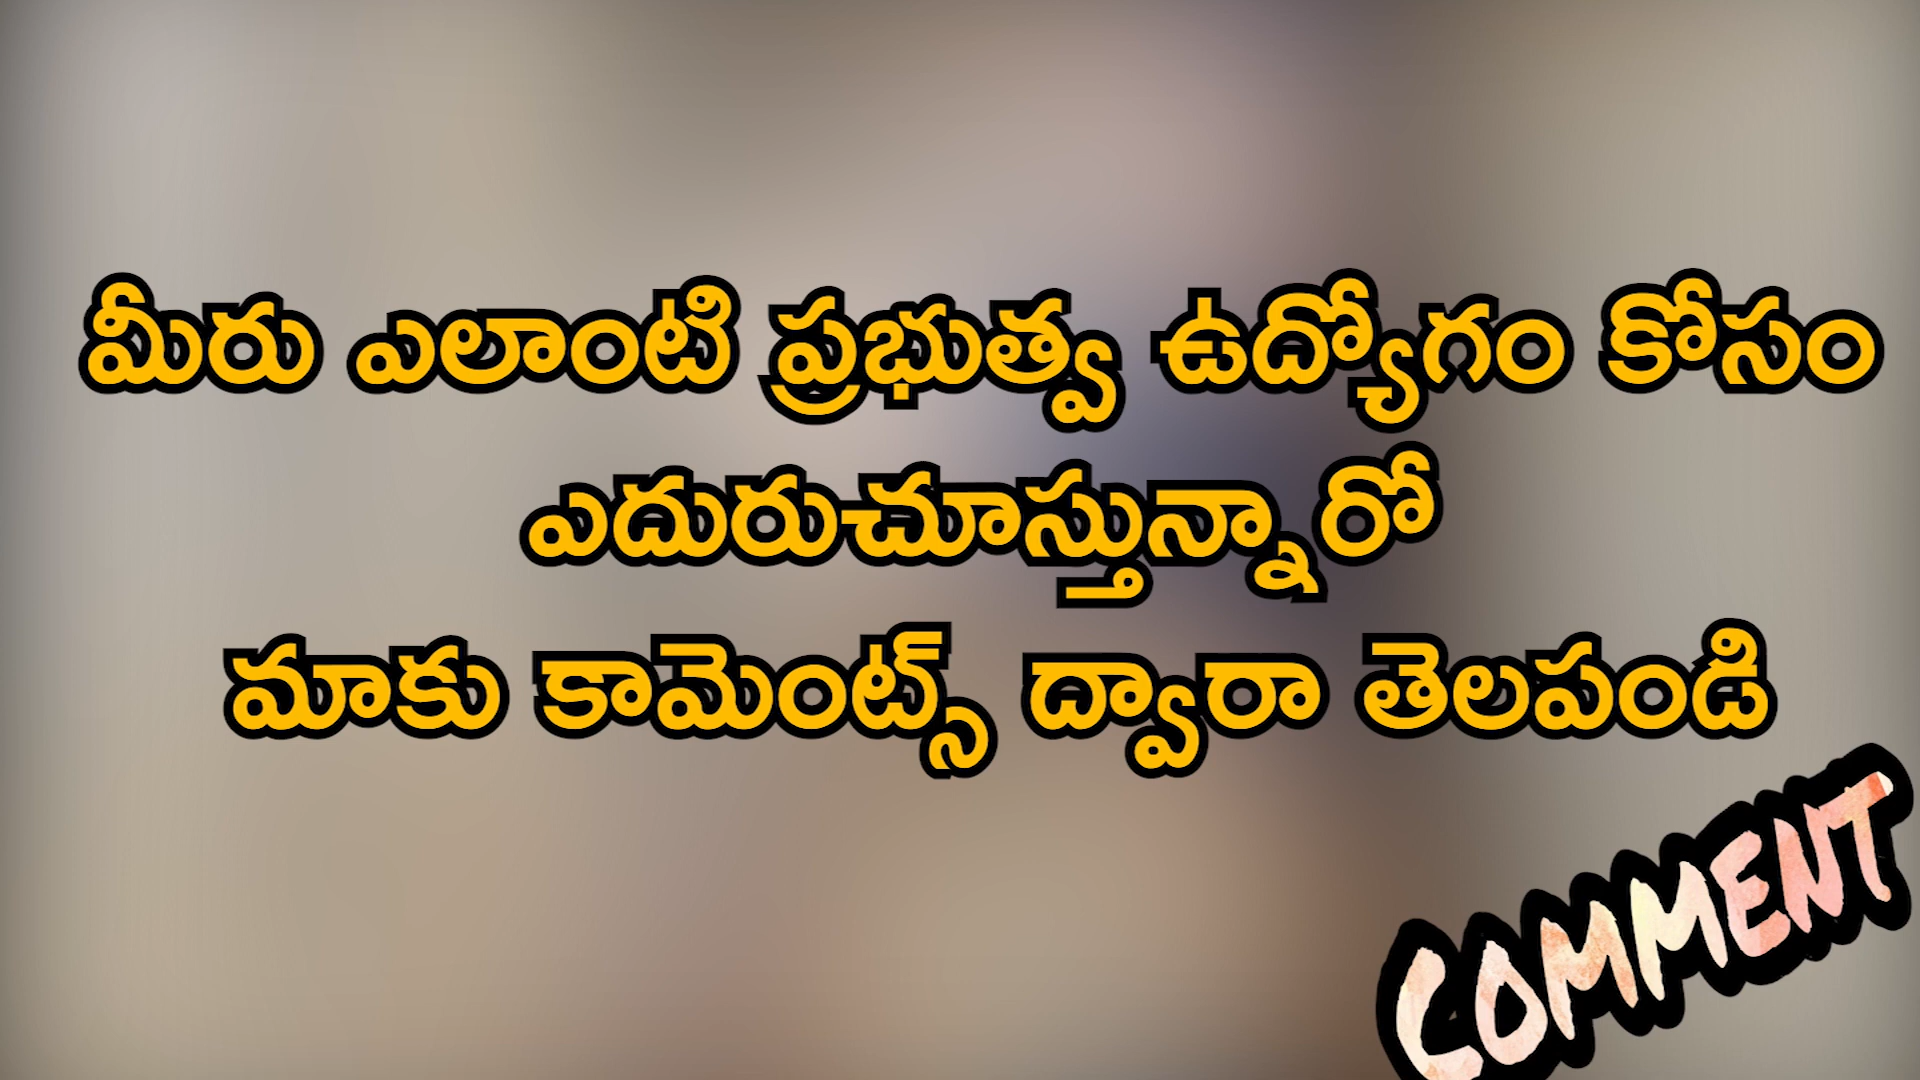 మీరు ఎలాంటి ప్రభుత్వ ఉద్యోగం కోసం
ఎదురుచూస్తున్నారో
మాకు కామెంట్స్ ద్వారా తెలపండి
COMMENT